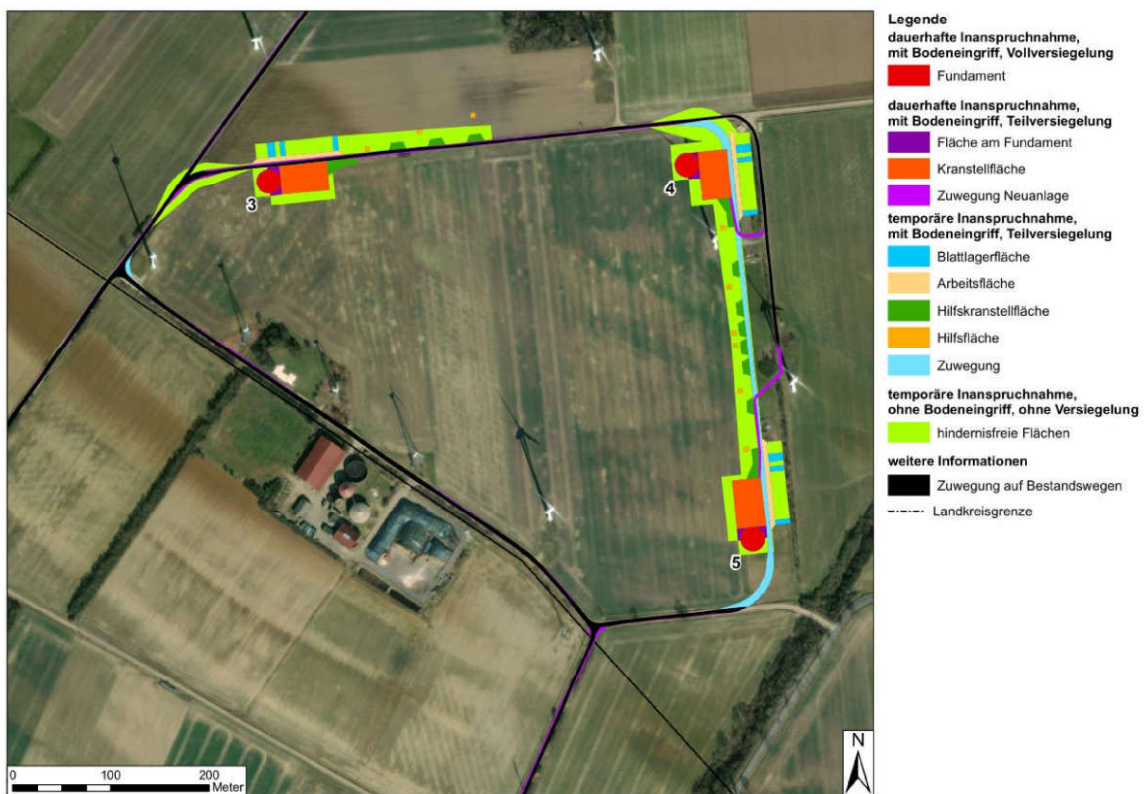 Legende
dauerhafte Inanspruchnahme,
mit Bodeneingriff, Vollversiegelung
Fundament
dauerhafte Inanspruchnahme,
mit Bodeneingriff, Teilversiegelung
Fläche am Fundament
Kranstellfläche
Zuwegung Neuanlage
temporäre Inanspruchnahme,
mit Bodeneingriff, Teilversiegelung
Blattlagerfläche
Arbeitsfläche
Hilfskranstellfläche
Hilfsfläche
Zuwegung
temporäre Inanspruchnahme,
ohne Bodeneingriff, ohne Versiegelung
hindernisfreie Flächen
weitere Informationen
Zuwegung auf Bestandswegen
Landkreisgrenze
3
4
5
N
0 100 200
Meter